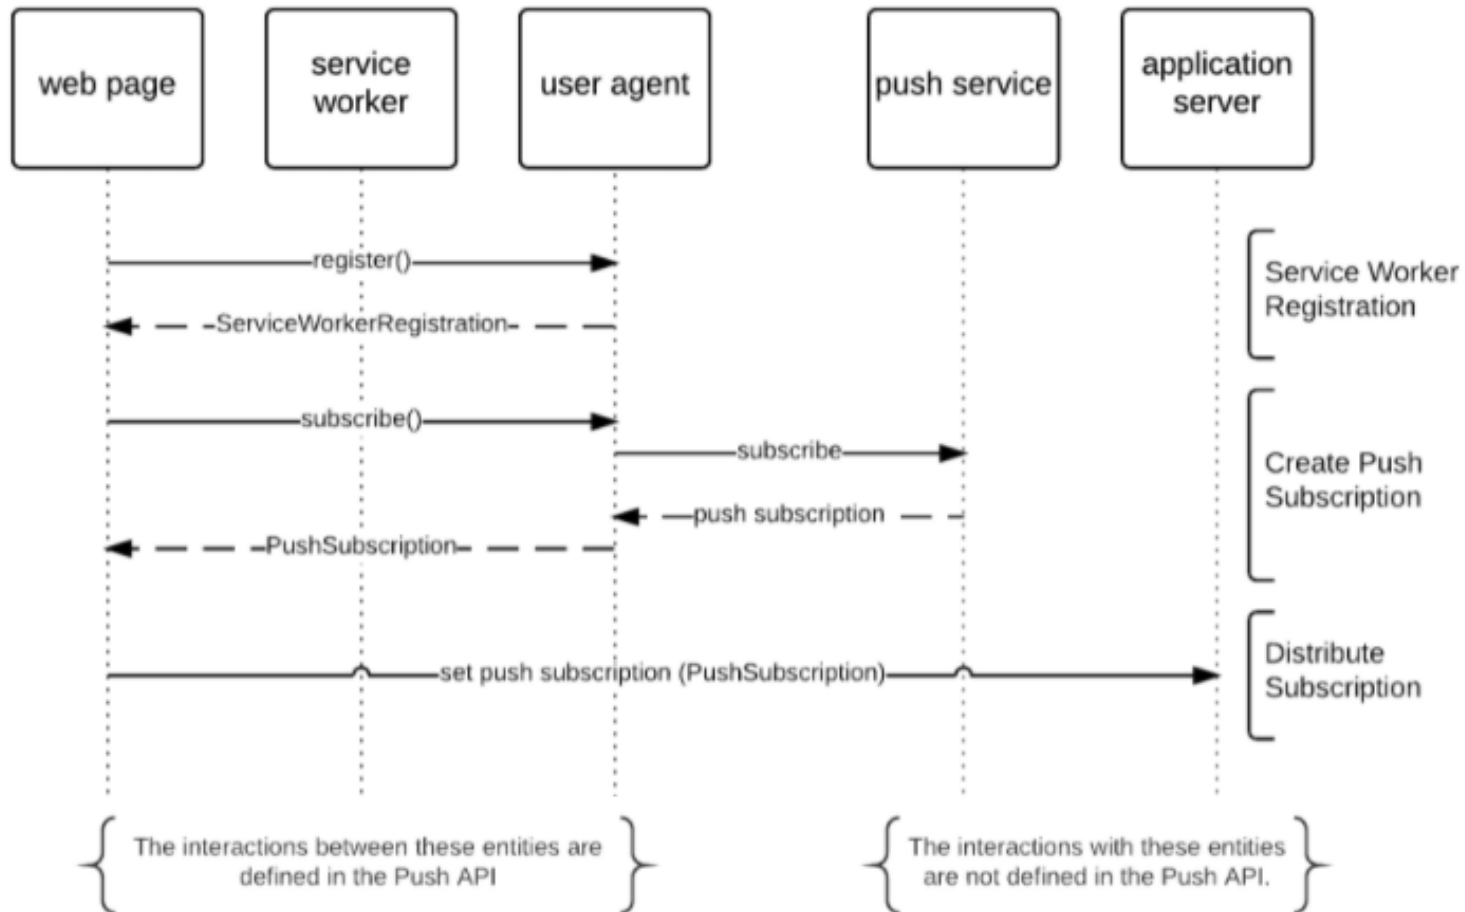 web page
service
worker
user agent
push service
application
server
register()
ServiceWorkerRegistration
Service Worker
Registration
subscribe()
subscribe
push subscription
PushSubscription
Create Push
Subscription
set push subscription (PushSubscription)
Distribute
Subscription
The interactions between these entities are
defined in the Push API
The interactions with these entities
are not defined in the Push API.